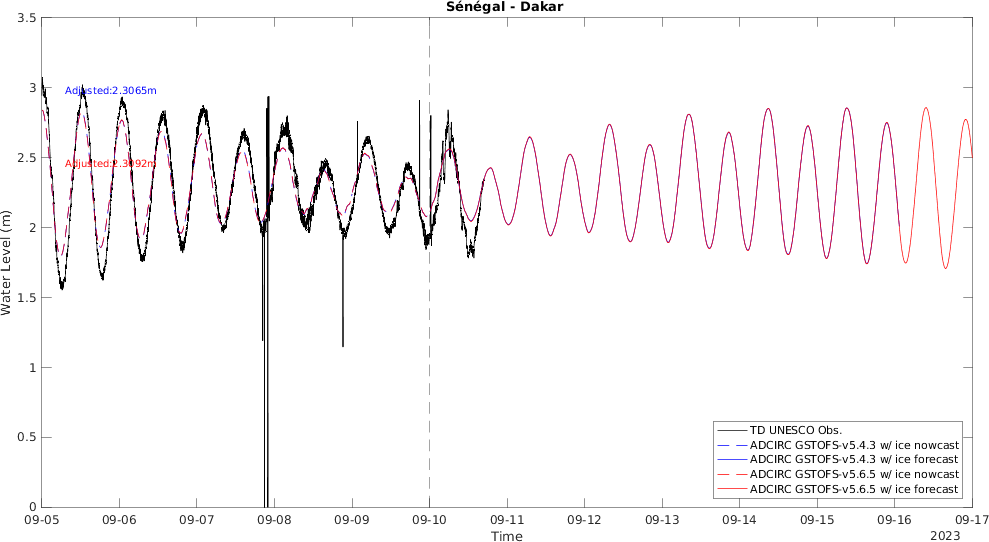 Sénégal - Dakar
3.5
3
2.5
2
1.5
1
0.5
0
Water Level (m)
Adjusted:2.3065m
Adjusted:2.3092m
TD UNESCO Obs.
ADCIRC GSTOFS-v5.4.3 w/ ice nowcast
ADCIRC GSTOFS-v5.4.3 w/ ice forecast
ADCIRC GSTOFS-v5.6.5 w/ ice nowcast
ADCIRC GSTOFS-v5.6.5 w/ ice forecast
09-05 09-06 09-07 09-08 09-09 09-10 09-11 09-12 09-13 09-14 09-15 09-16 09-17
Time
2023